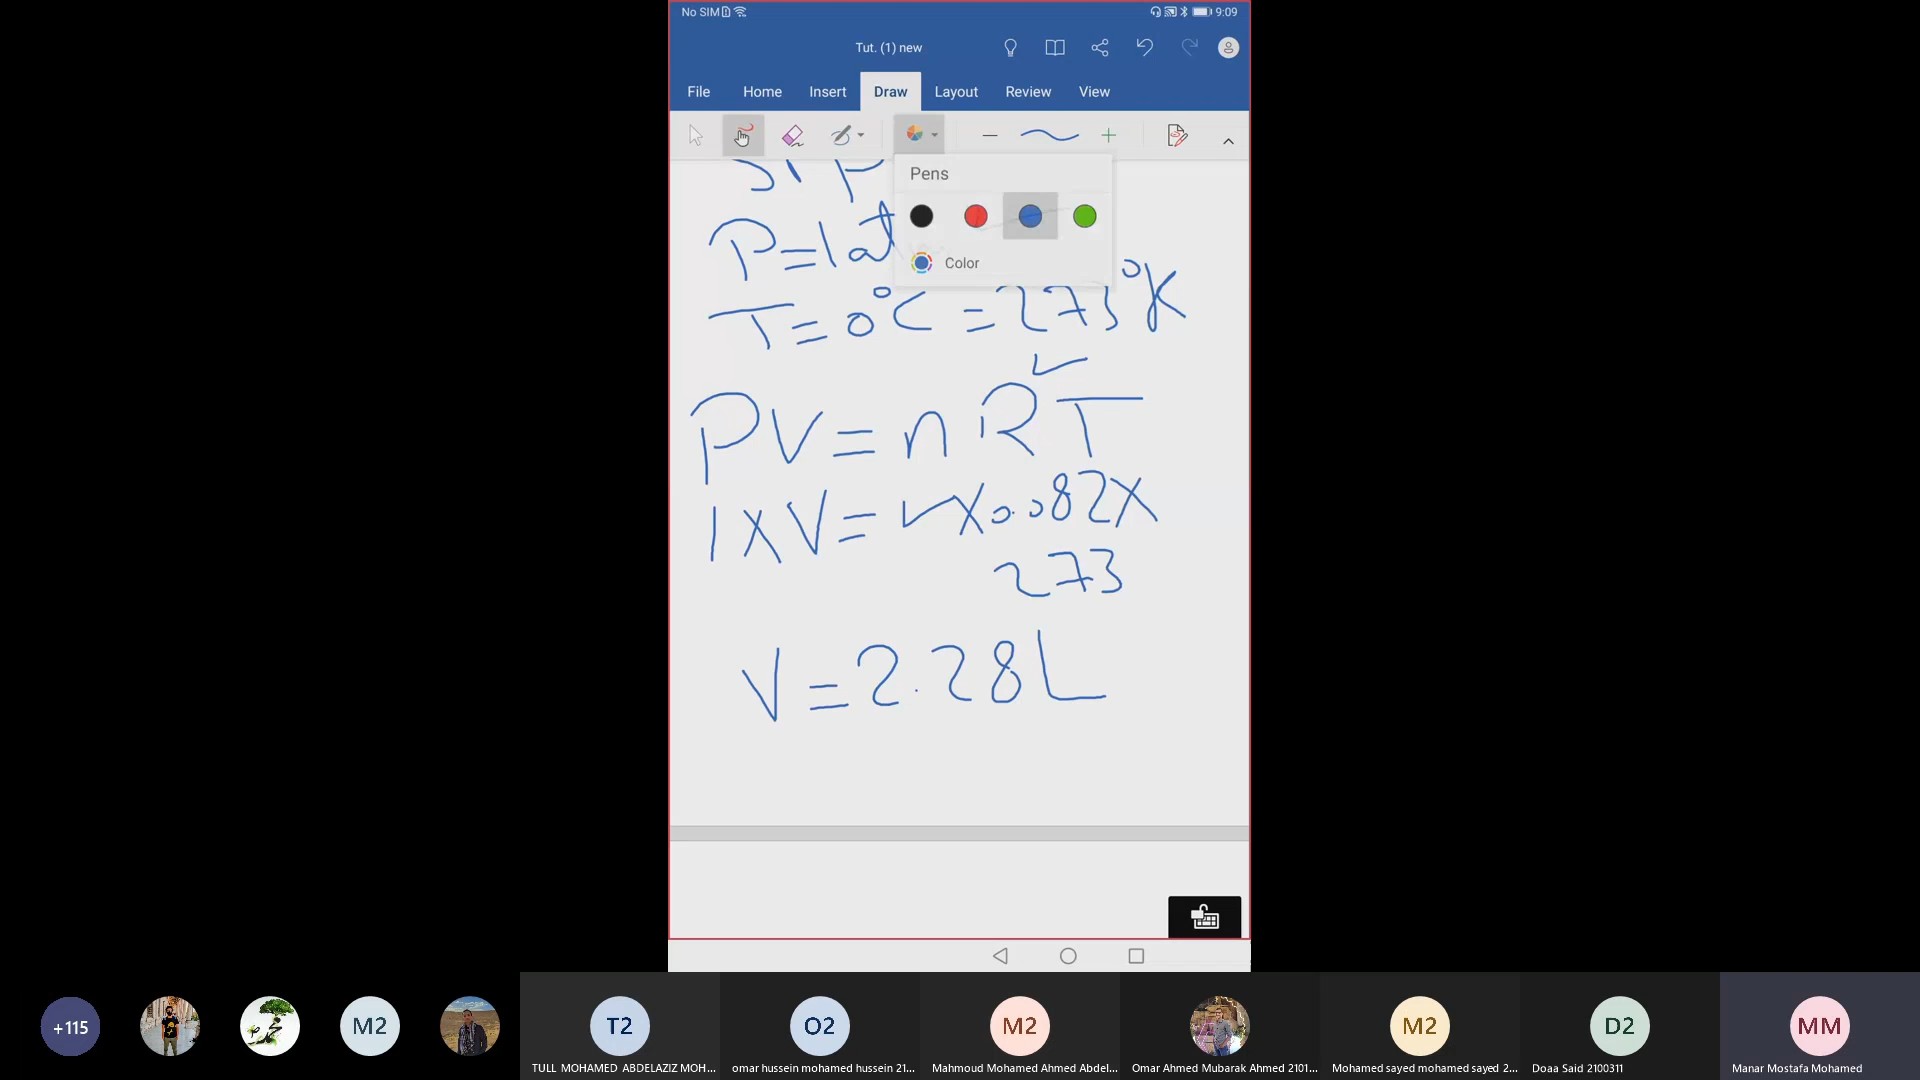 No SIM
9:09
Tut. (1) new
File Home Insert Draw Layout Review View
Pens
Color
STP
P=1at
T=0°C=273°K
PV=nRT
1XV=✓X0.082X
273
V=2.28L
+115
M2
T2
O2
M2
M2
D2
MM
TULL MOHAMED ABDELAZIZ MOH...
omar hussein mohamed hussein 21...
Mahmoud Mohamed Ahmed Abdel...
Omar Ahmed Mubarak Ahmed 2101...
Mohamed sayed mohamed sayed 2...
Doaa Said 2100311
Manar Mostafa Mohamed